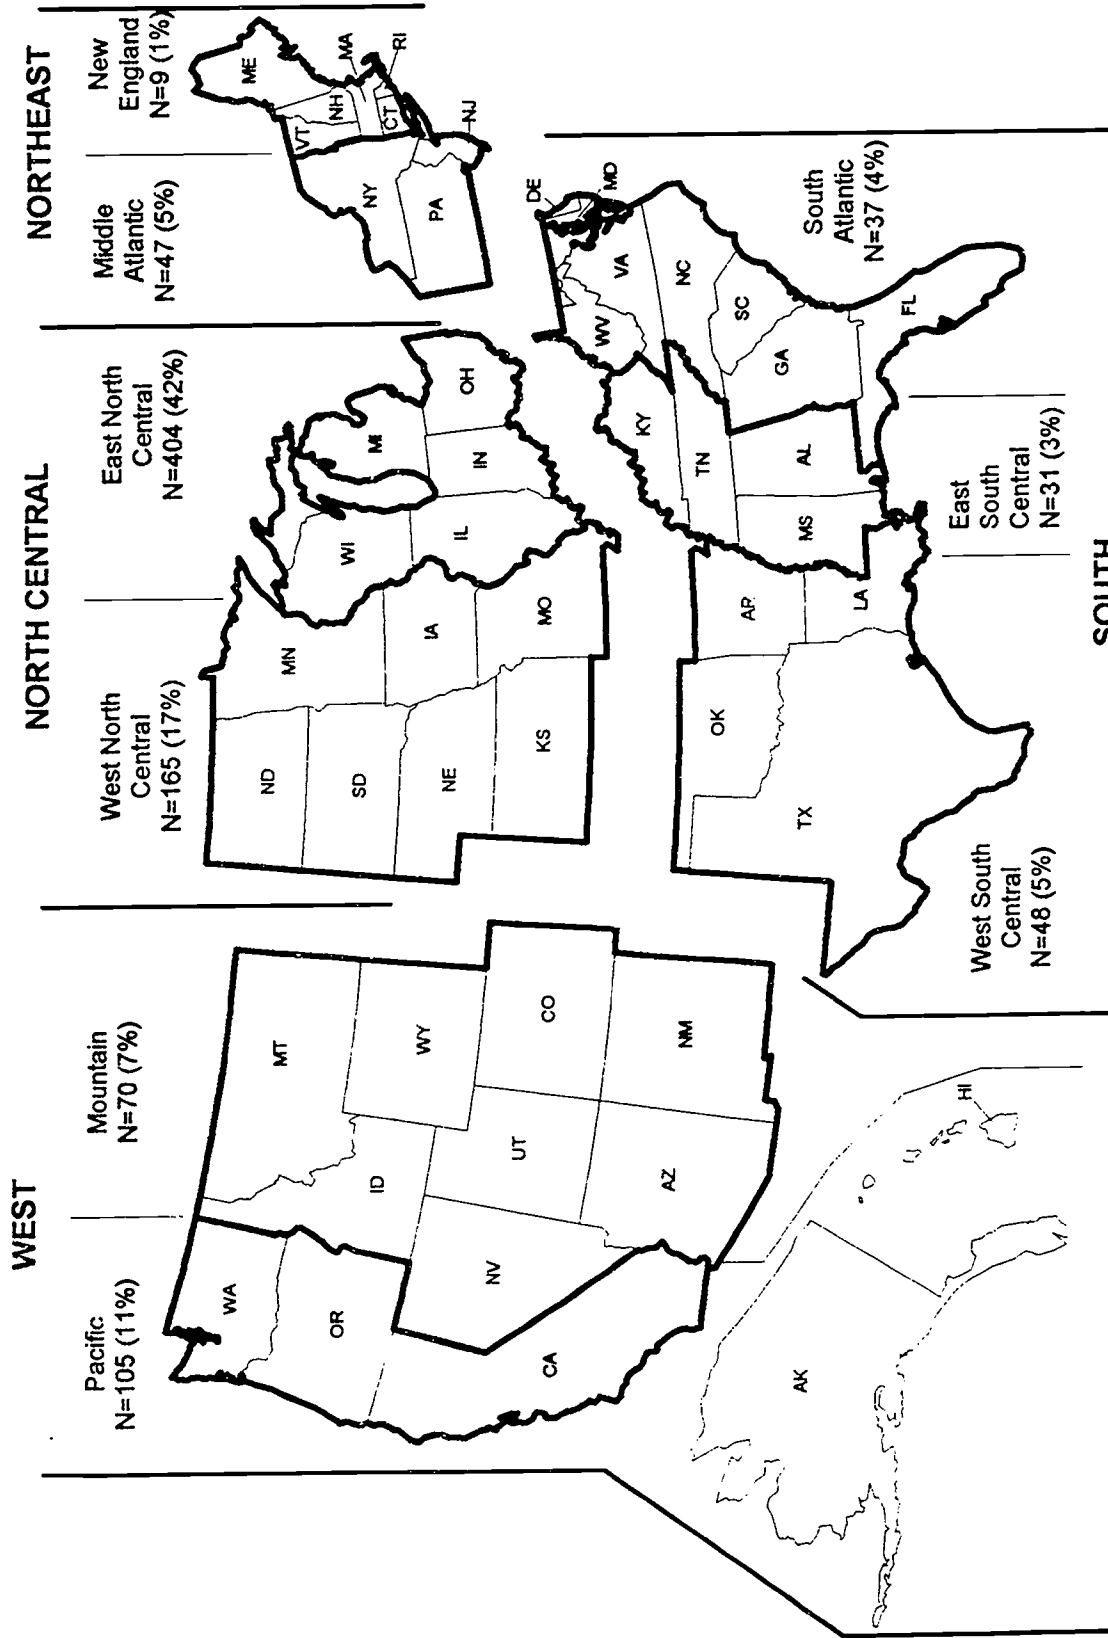 WEST
NORTH CENTRAL
NORTHEAST
Pacific
N=105 (11%)
Mountain
N=70 (7%)
West North
Central
N=165 (17%)
East North
Central
N=404 (42%)
Middle
Atlantic
N=47 (5%)
New
England
N=9 (1%)
WA
OR
CA
NV
ID
MT
WY
UT
CO
AZ
NM
AK
HI
ND
SD
NE
KS
MN
IA
MO
WI
IL
MI
IN
OH
NY
PA
NJ
VT
NH
ME
MA
RI
CT
TX
OK
AR
LA
KY
TN
MS
AL
WV
VA
DE
MD
NC
SC
GA
FL
West South
Central
N=48 (5%)
East
South
Central
N=31 (3%)
South
Atlantic
N=37 (4%)
SOUTH